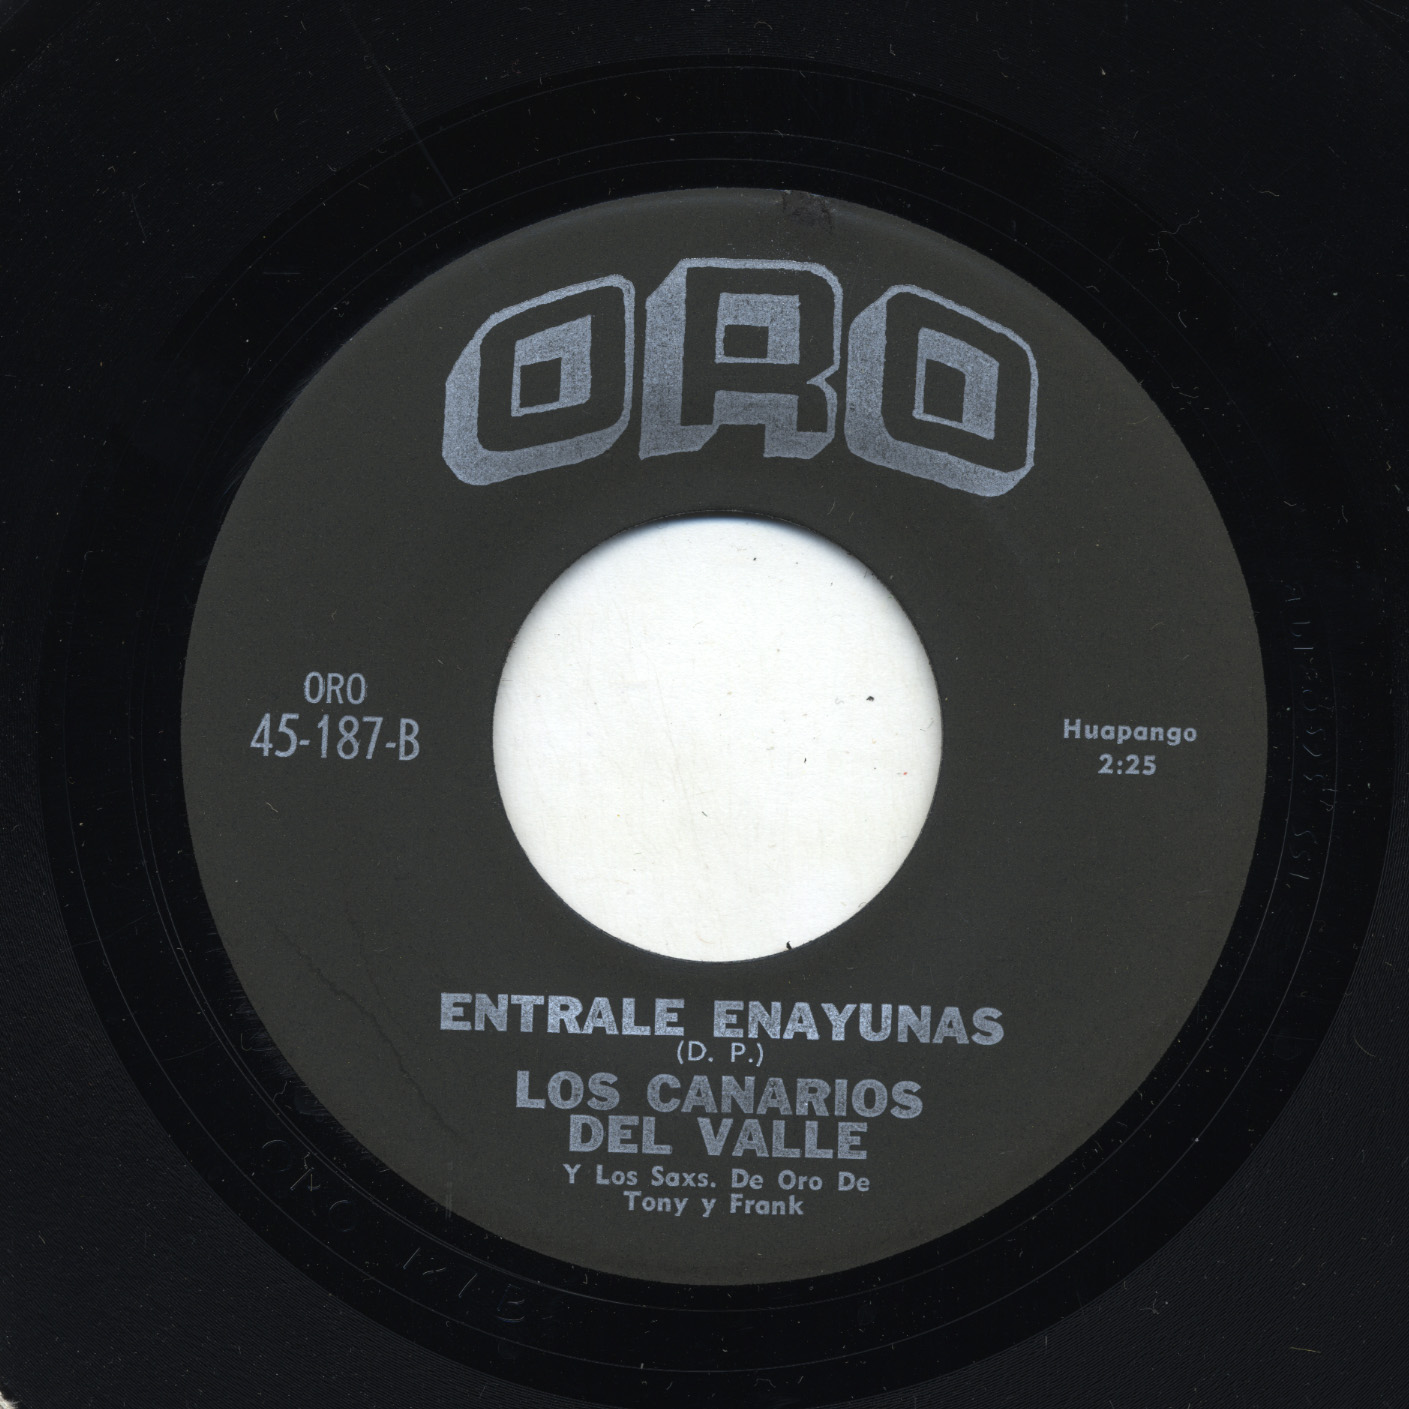 ORO
ORO
45-187-B
Huapango
2:25
ENTRALE ENAYUNAS
(D. P.)
LOS CANARIOS
DEL VALLE
Y Los Saxs. De Oro De
Tony y Frank